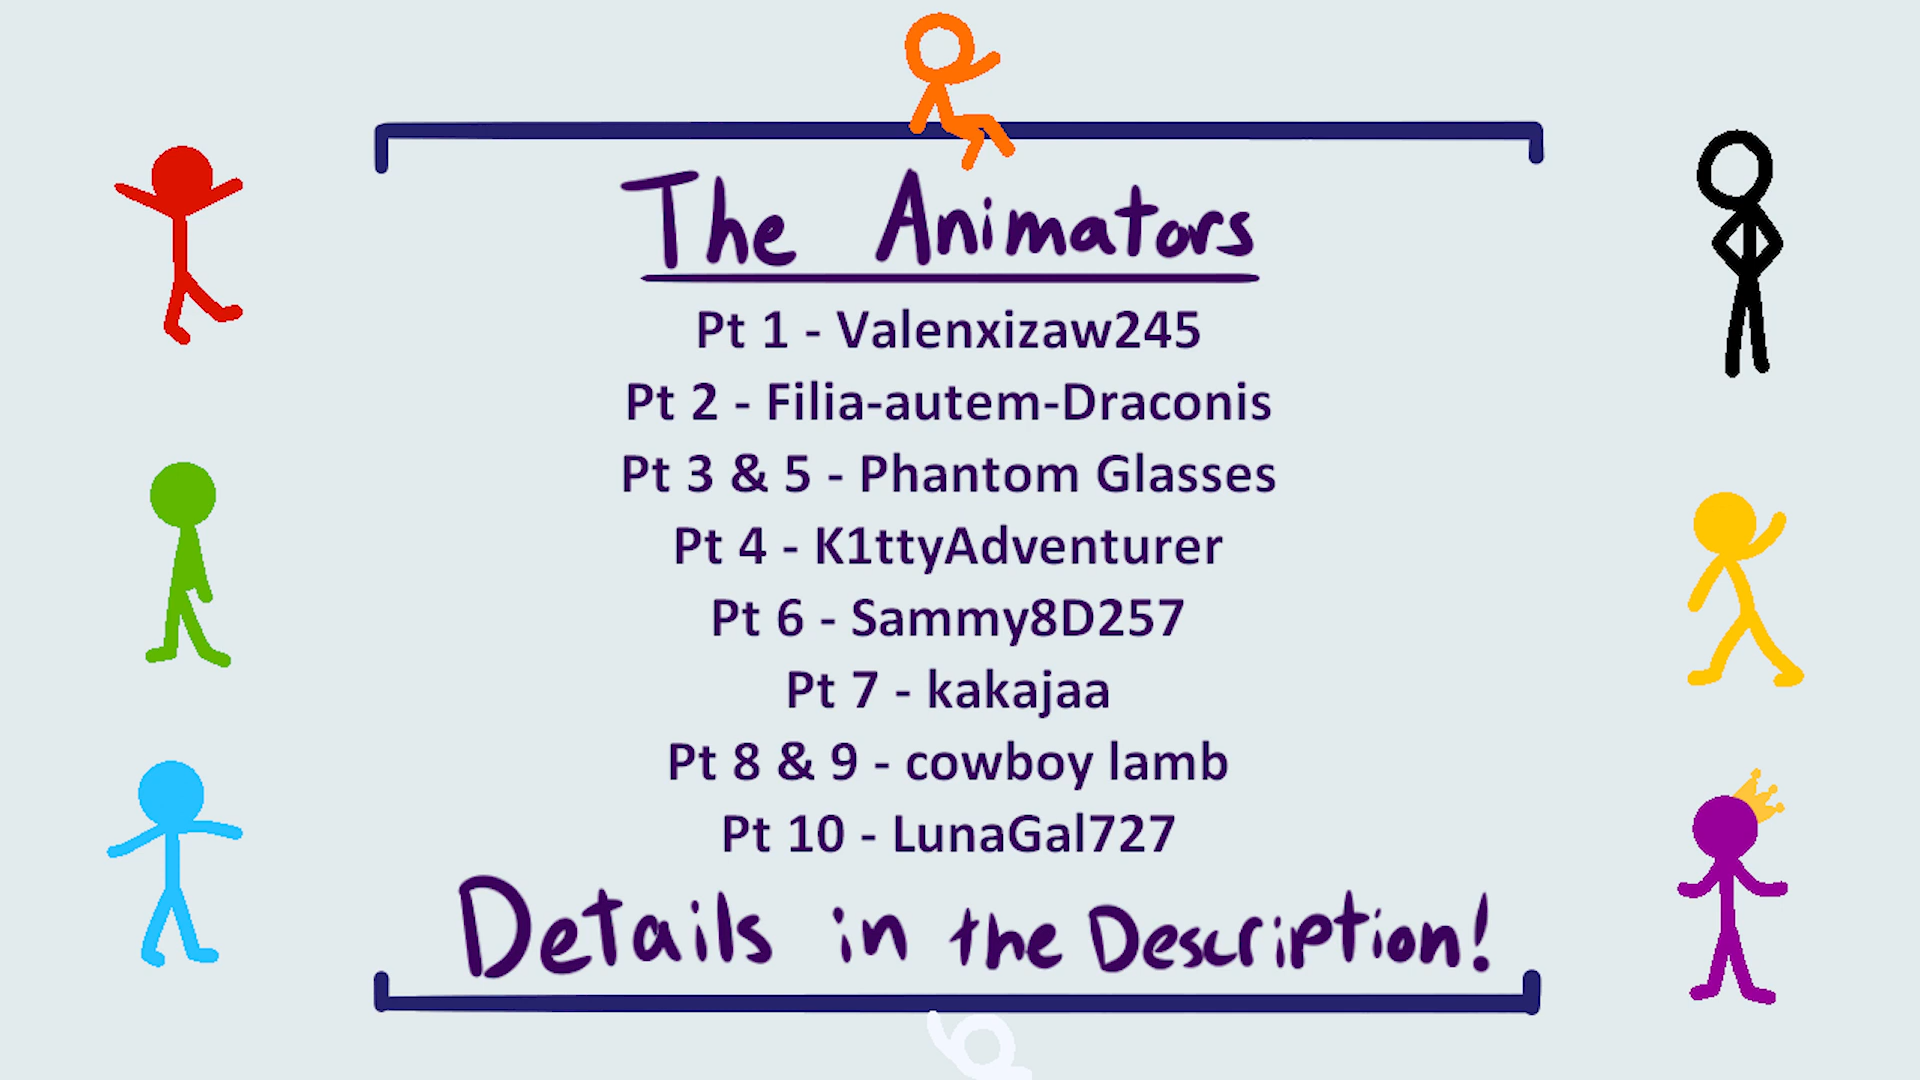 The Animators
Pt 1 - Valenxizaw245
Pt 2 - Filia-autem-Draconis
Pt 3 & 5 - Phantom Glasses
Pt 4 - K1ttyAdventurer
Pt 6 - Sammy8D257
Pt 7 - kakajaa
Pt 8 & 9 - cowboy lamb
Pt 10 - LunaGal727
Details in the Description!